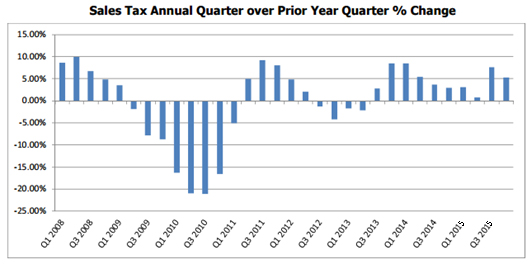 Sales Tax Annual Quarter over Prior Year Quarter % Change
15.00%
10.00%
5.00%
0.00%
-5.00%
-10.00%
-15.00%
-20.00%
-25.00%
Q1 2008
Q3 2008
Q1 2009
Q3 2009
Q1 2010
Q3 2010
Q1 2011
Q3 2011
Q1 2012
Q3 2012
Q1 2013
Q3 2013
Q1 2014
Q3 2014
Q1 2015
Q3 2015